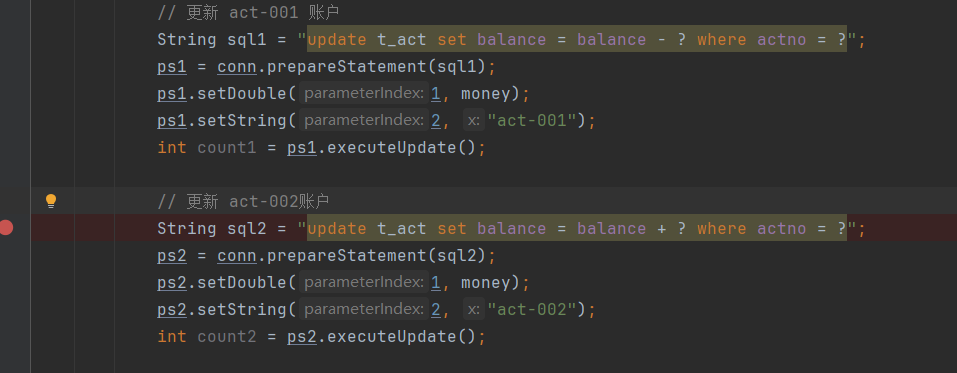 // 更新 act-001 账户
String sql1 = "update t_act set balance = balance - ? where actno = ?";
ps1 = conn.prepareStatement(sql1);
ps1.setDouble( parameterIndex: 1, money);
ps1.setString( parameterIndex: 2, x: "act-001");
int count1 = ps1.executeUpdate();
// 更新 act-002账户
String sql2 = "update t_act set balance = balance + ? where actno = ?";
ps2 = conn.prepareStatement(sql2);
ps2.setDouble( parameterIndex: 1, money);
ps2.setString( parameterIndex: 2, x: "act-002");
int count2 = ps2.executeUpdate();